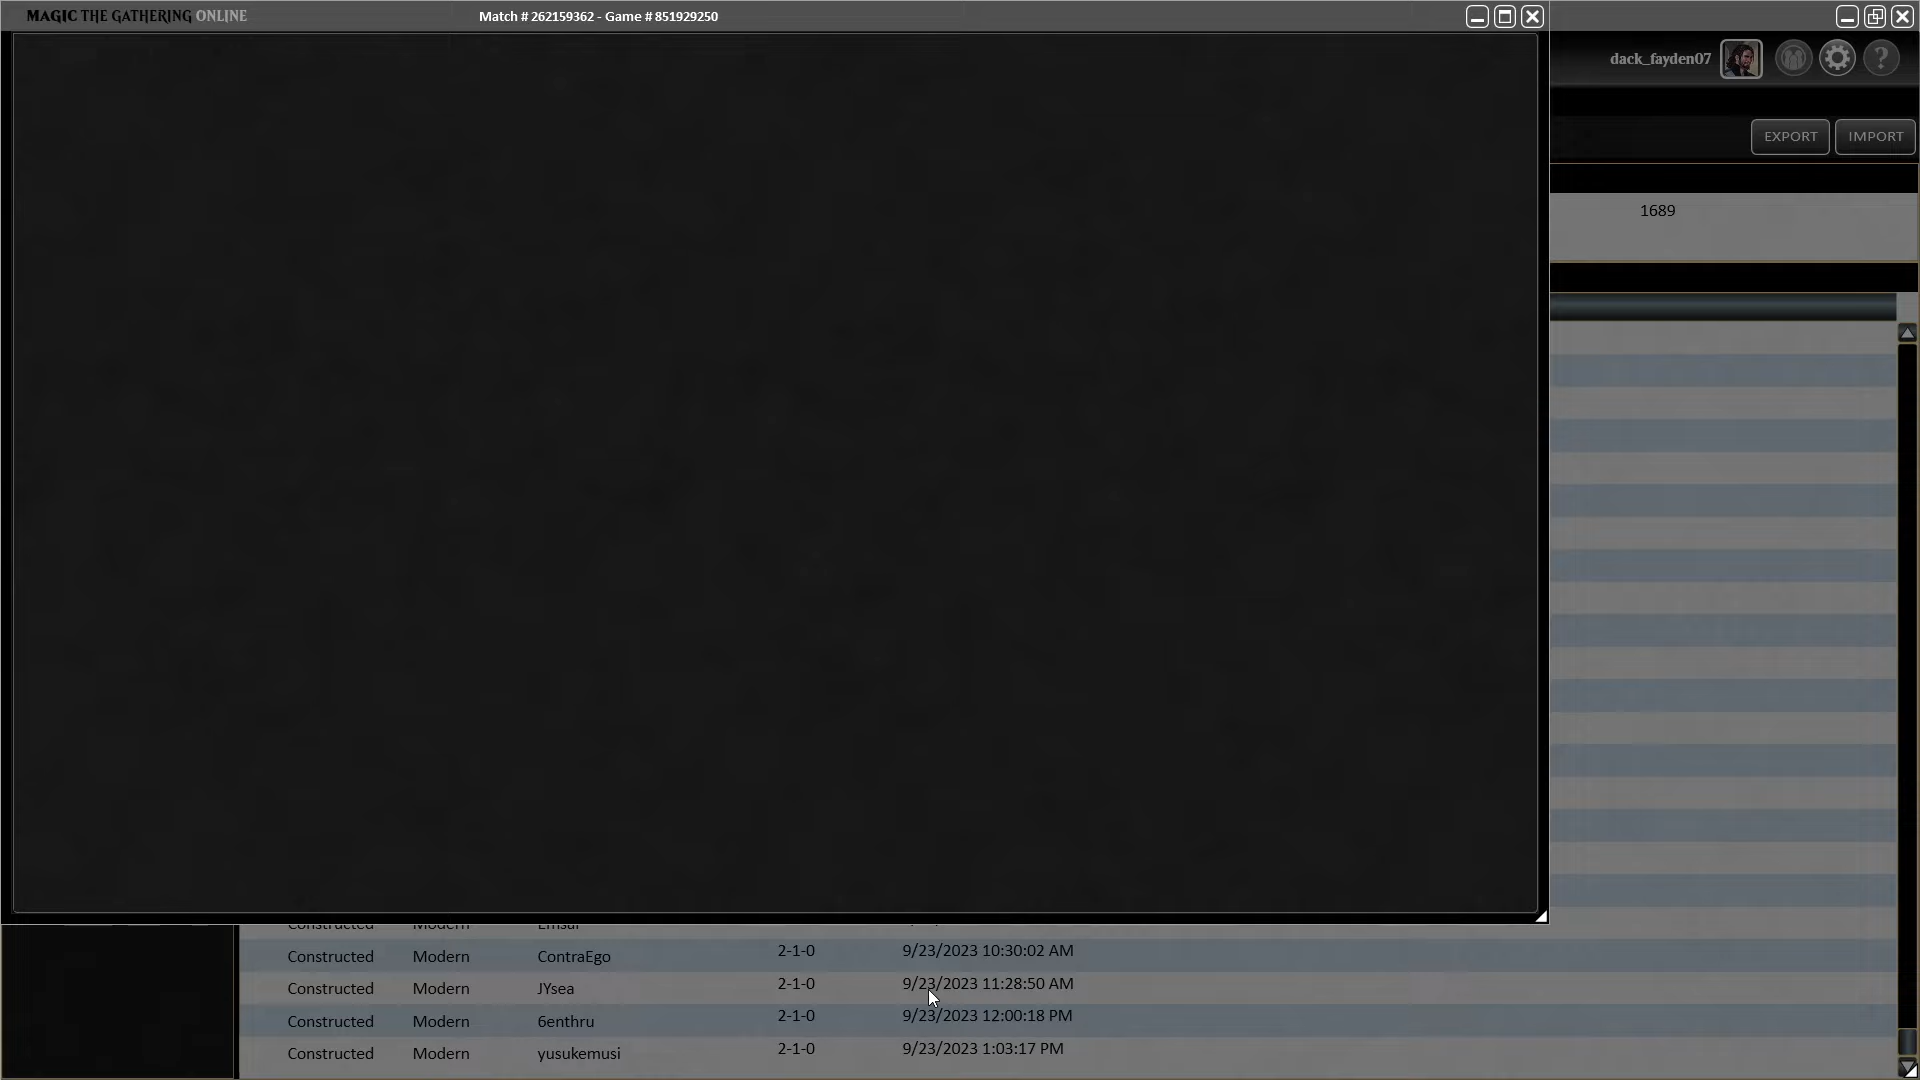 MAGIC THE GATHERING ONLINE
Match # 262159362 - Game # 851929250
dack_fayden07
?
EXPORT IMPORT
1689
Constructed Modern
Constructed Modern ContraEgo 2-1-0 9/23/2023 10:30:02 AM
Constructed Modern JYsea 2-1-0 9/23/2023 11:28:50 AM
Constructed Modern 6enthru 2-1-0 9/23/2023 12:00:18 PM
Constructed Modern yusukemusi 2-1-0 9/23/2023 1:03:17 PM